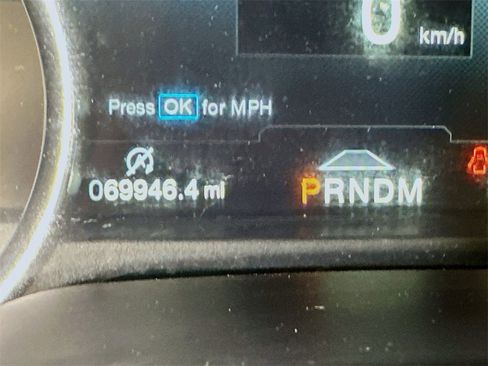 0
km/h
Press OK for MPH
069946.4 mi
PRNDM